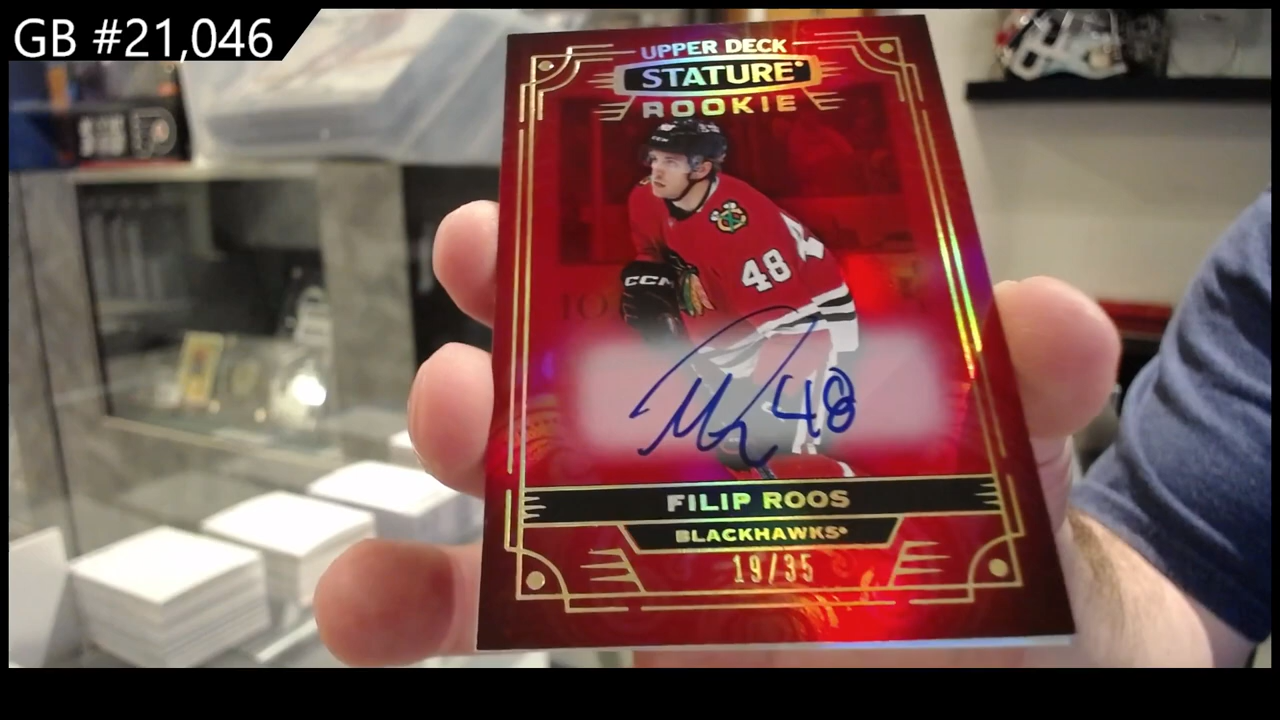 GB #21,046
UPPER DECK
STATURE
ROOKIE
48
CCM
48
FILIP ROOS
BLACKHAWKS
19/35